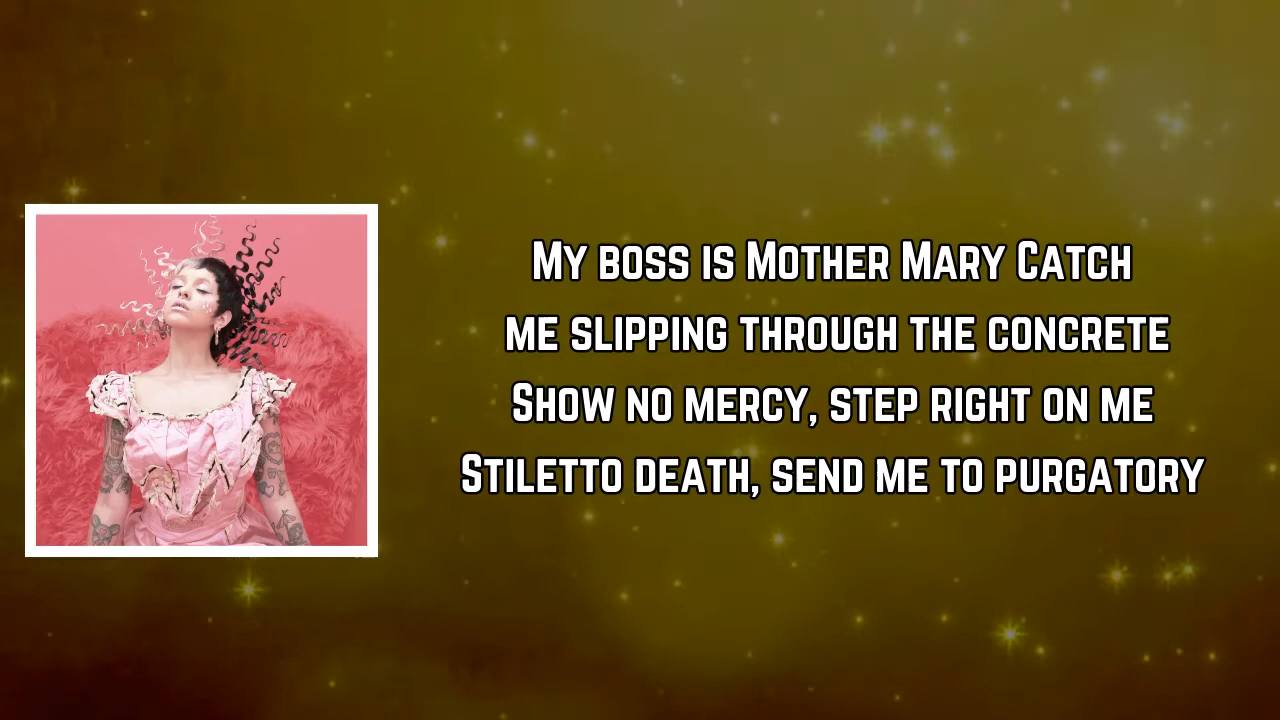 My boss is Mother Mary Catch
me slipping through the concrete
Show no mercy, step right on me
Stiletto death, send me to purgatory